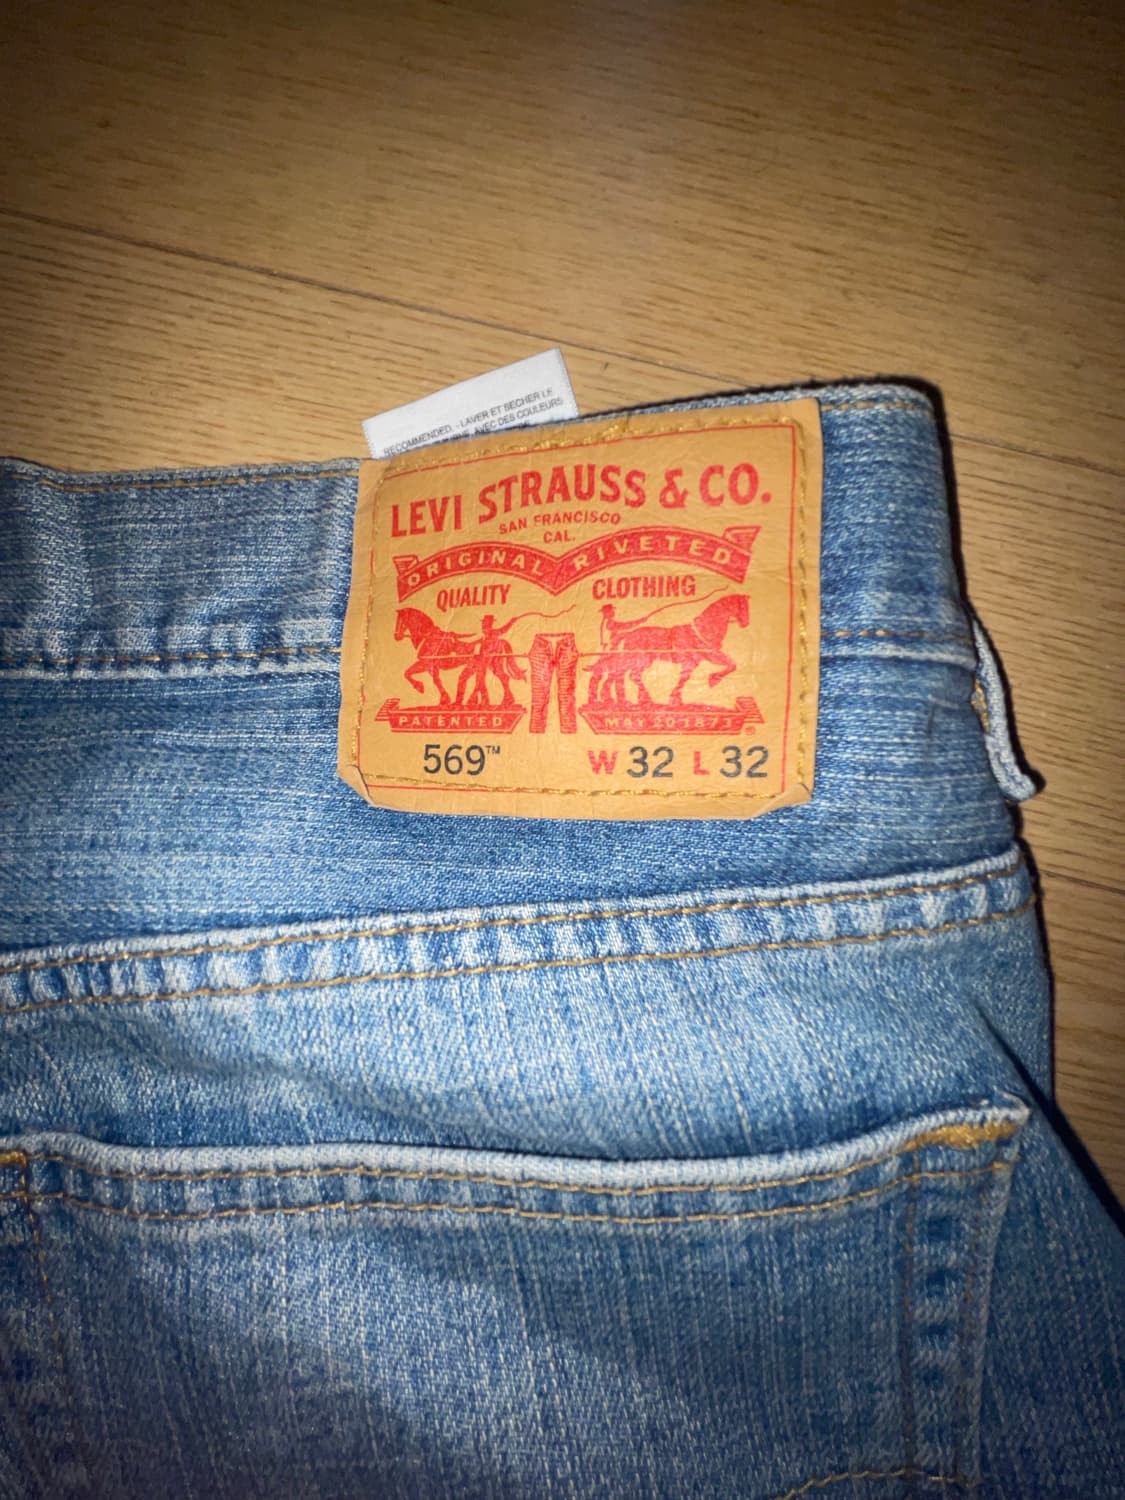 RECOMMENDED. - LAVER ET SECHER LE
AVEC DES COULEURS
LEVI STRAUSS & CO.
SAN FRANCISCO
CAL.
ORIGINAL RIVETED
QUALITY CLOTHING
PATENTED MAY 20 1873
569™ W 32 L 32